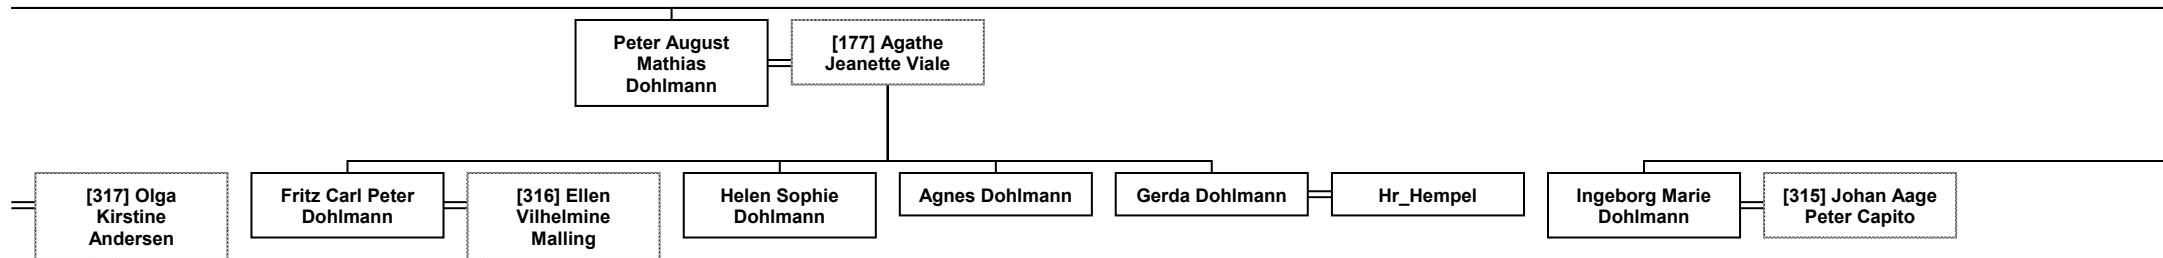 Peter August
Mathias
Dohlmann
[177] Agathe
Jeanette Viale
[317] Olga
Kirstine
Andersen
Fritz Carl Peter
Dohlmann
[316] Ellen
Vilhelmine
Malling
Helen Sophie
Dohlmann
Agnes Dohlmann
Gerda Dohlmann
Hr_Hempel
Ingeborg Marie
Dohlmann
[315] Johan Aage
Peter Capito